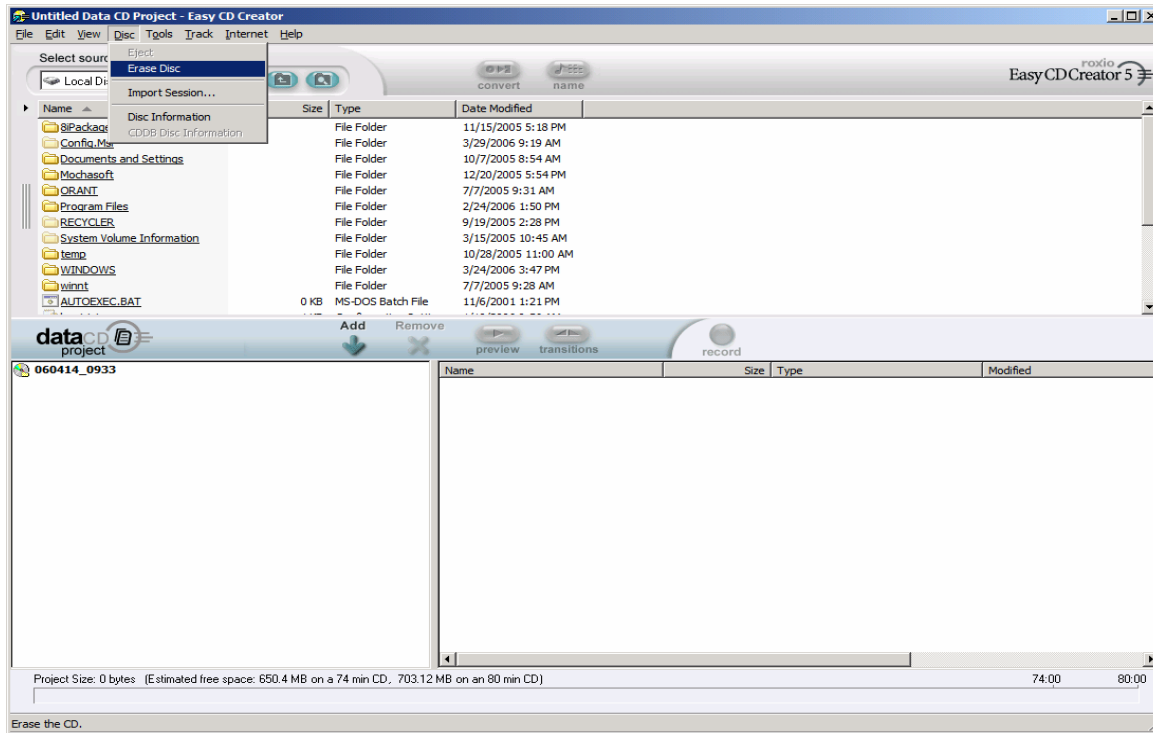 Untitled Data CD Project - Easy CD Creator
File Edit View Disc Tools Track Internet Help
Select sourc
Eject
Local Di
Erase Disc
Import Session...
Disc Information
CDDB Disc Information
convert name
roxio
Easy CD Creator 5
Name Size Type Date Modified
8iPackage File Folder 11/15/2005 5:18 PM
Config.Msi File Folder 3/29/2006 9:19 AM
Documents and Settings File Folder 10/7/2005 8:54 AM
Mochasoft File Folder 12/20/2005 5:54 PM
ORANT File Folder 7/7/2005 9:31 AM
Program Files File Folder 2/24/2006 1:50 PM
RECYCLER File Folder 9/19/2005 2:28 PM
System Volume Information File Folder 3/15/2005 10:45 AM
temp File Folder 10/28/2005 11:00 AM
WINDOWS File Folder 3/24/2006 3:47 PM
winnt File Folder 7/7/2005 9:28 AM
AUTOEXEC.BAT 0 KB MS-DOS Batch File 11/6/2001 1:21 PM
datacd project
Add Remove
preview transitions record
060414_0933
Name Size Type Modified
Project Size: 0 bytes (Estimated free space: 650.4 MB on a 74 min CD, 703.12 MB on an 80 min CD) 74:00 80:00
Erase the CD.